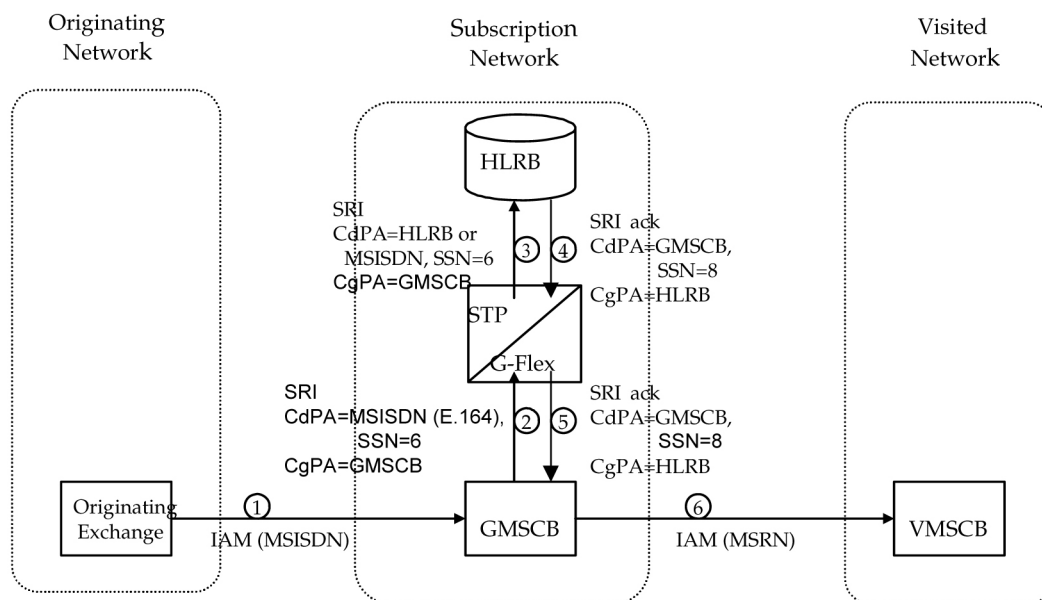 Originating
Network
Subscription
Network
Visited
Network
HLRB
SRI
CdPA=HLRB or
MSISDN, SSN=6
CgPA=GMSCB
3
4
SRI ack
CdPA=GMSCB,
SSN=8
CgPA=HLRB
STP
G-Flex
SRI
CdPA=MSISDN (E.164),
SSN=6
CgPA=GMSCB
2
5
SRI ack
CdPA=GMSCB,
SSN=8
CgPA=HLRB
Originating
Exchange
1
IAM (MSISDN)
GMSCB
6
IAM (MSRN)
VMSCB